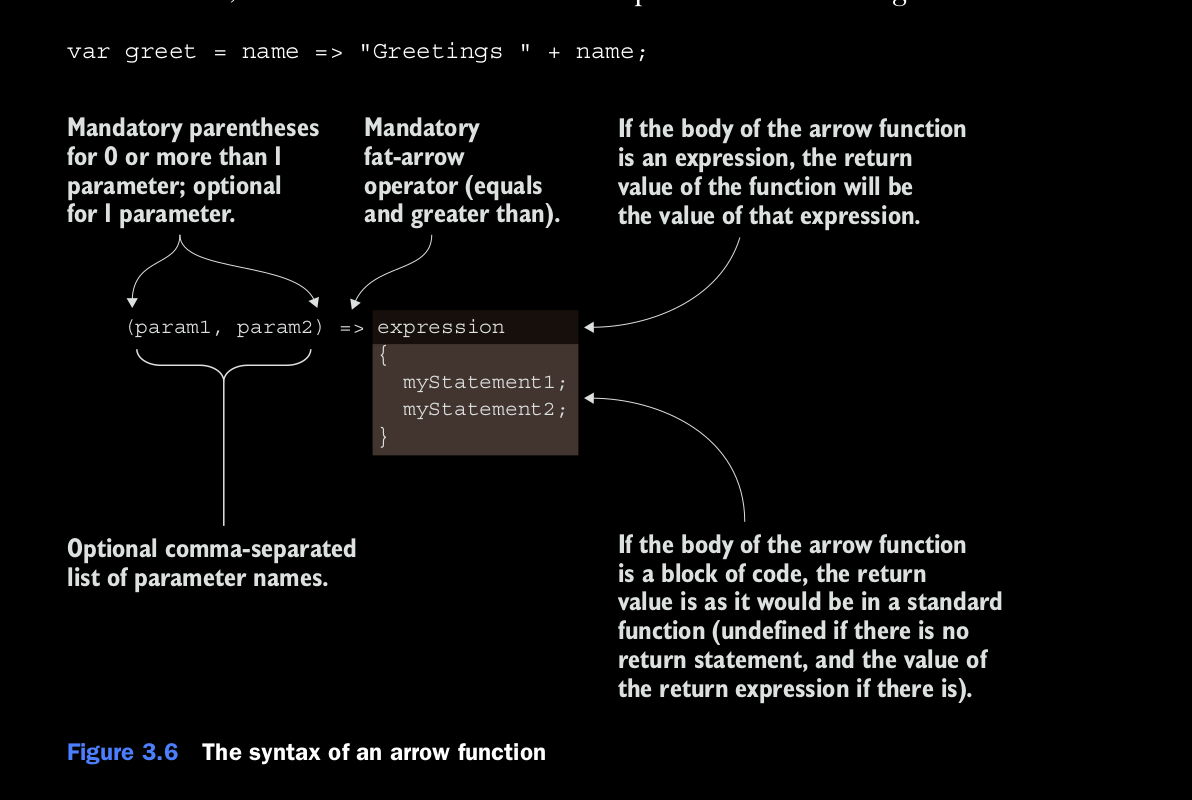 var greet = name => "Greetings " + name;
Mandatory parentheses
for 0 or more than 1
parameter; optional
for 1 parameter.
Mandatory
fat-arrow
operator (equals
and greater than).
If the body of the arrow function
is an expression, the return
value of the function will be
the value of that expression.
(param1, param2) => expression
{
myStatement1;
myStatement2;
}
Optional comma-separated
list of parameter names.
If the body of the arrow function
is a block of code, the return
value is as it would be in a standard
function (undefined if there is no
return statement, and the value of
the return expression if there is).
Figure 3.6 The syntax of an arrow function